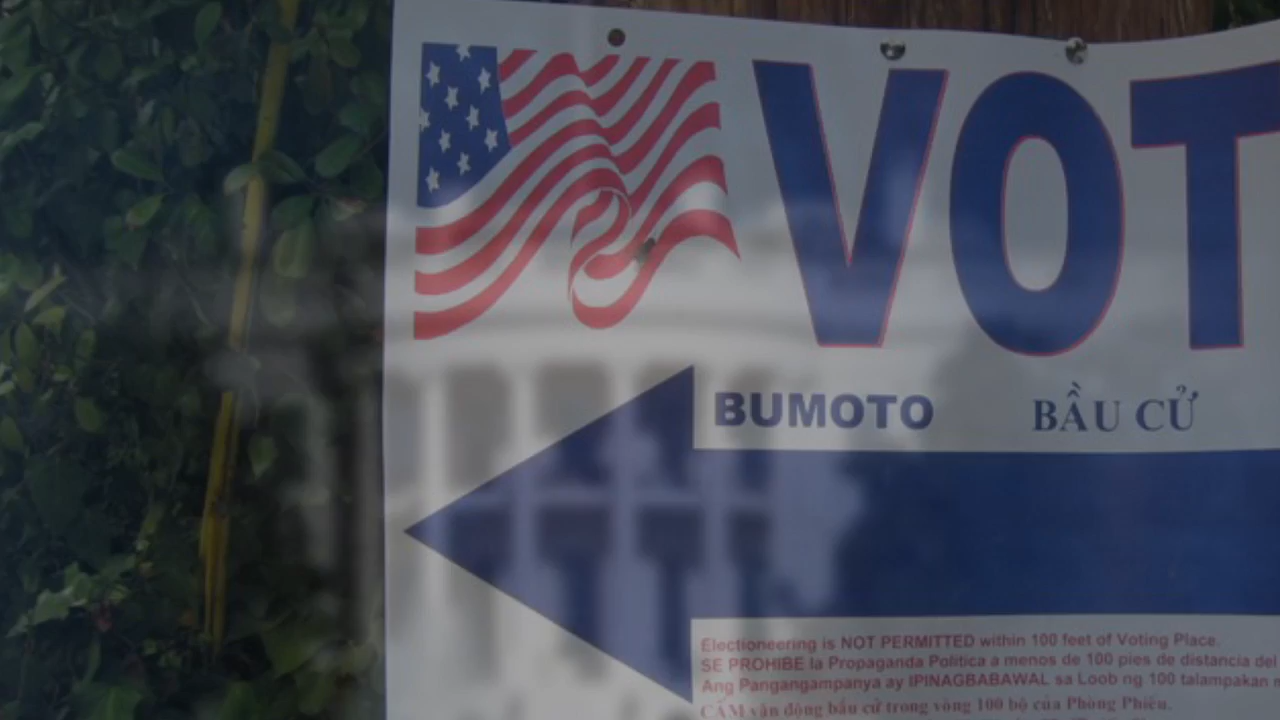 VOT
BUMOTO BẦU CỬ
Electioneering is NOT PERMITTED within 100 feet of Voting Place.
SE PROHIBE la Propaganda Política a menos de 100 pies de distancia del
Ang Pangangampanya ay IPINAGBABAWAL sa Loob ng 100 talampakan
CẤM vận động bầu cử trong vòng 100 bộ của Phòng Phiếu.